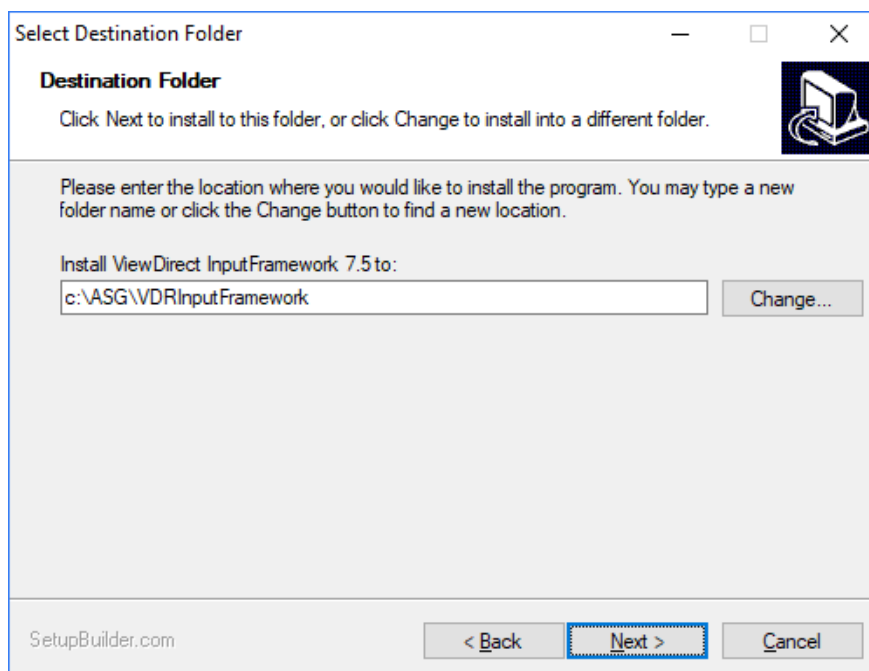 Select Destination Folder
Destination Folder
Click Next to install to this folder, or click Change to install into a different folder.
Please enter the location where you would like to install the program. You may type a new
folder name or click the Change button to find a new location.
Install ViewDirect InputFramework 7.5 to:
c:\ASG\VDRInputFramework
Change...
SetupBuilder.com
< Back
Next >
Cancel